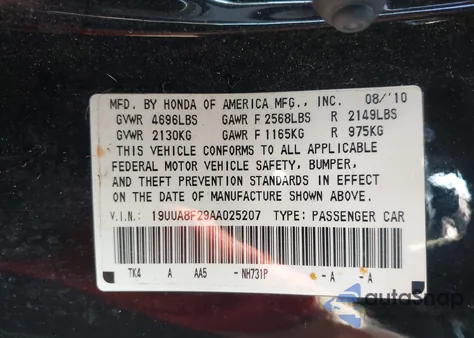 MFD. BY HONDA OF AMERICA MFG., INC. 08/'10
GVWR 4696LBS GAWR F 2568LBS R 2149LBS
GVWR 2130KG GAWR F 1165KG R 975KG
THIS VEHICLE CONFORMS TO ALL APPLICABLE
FEDERAL MOTOR VEHICLE SAFETY, BUMPER,
AND THEFT PREVENTION STANDARDS IN EFFECT
ON THE DATE OF MANUFACTURE SHOWN ABOVE.
V.I.N.: 19UUA8F29AA025207 TYPE: PASSENGER CAR
TK4 A AA5 -NH731P - A - A
autoSnap